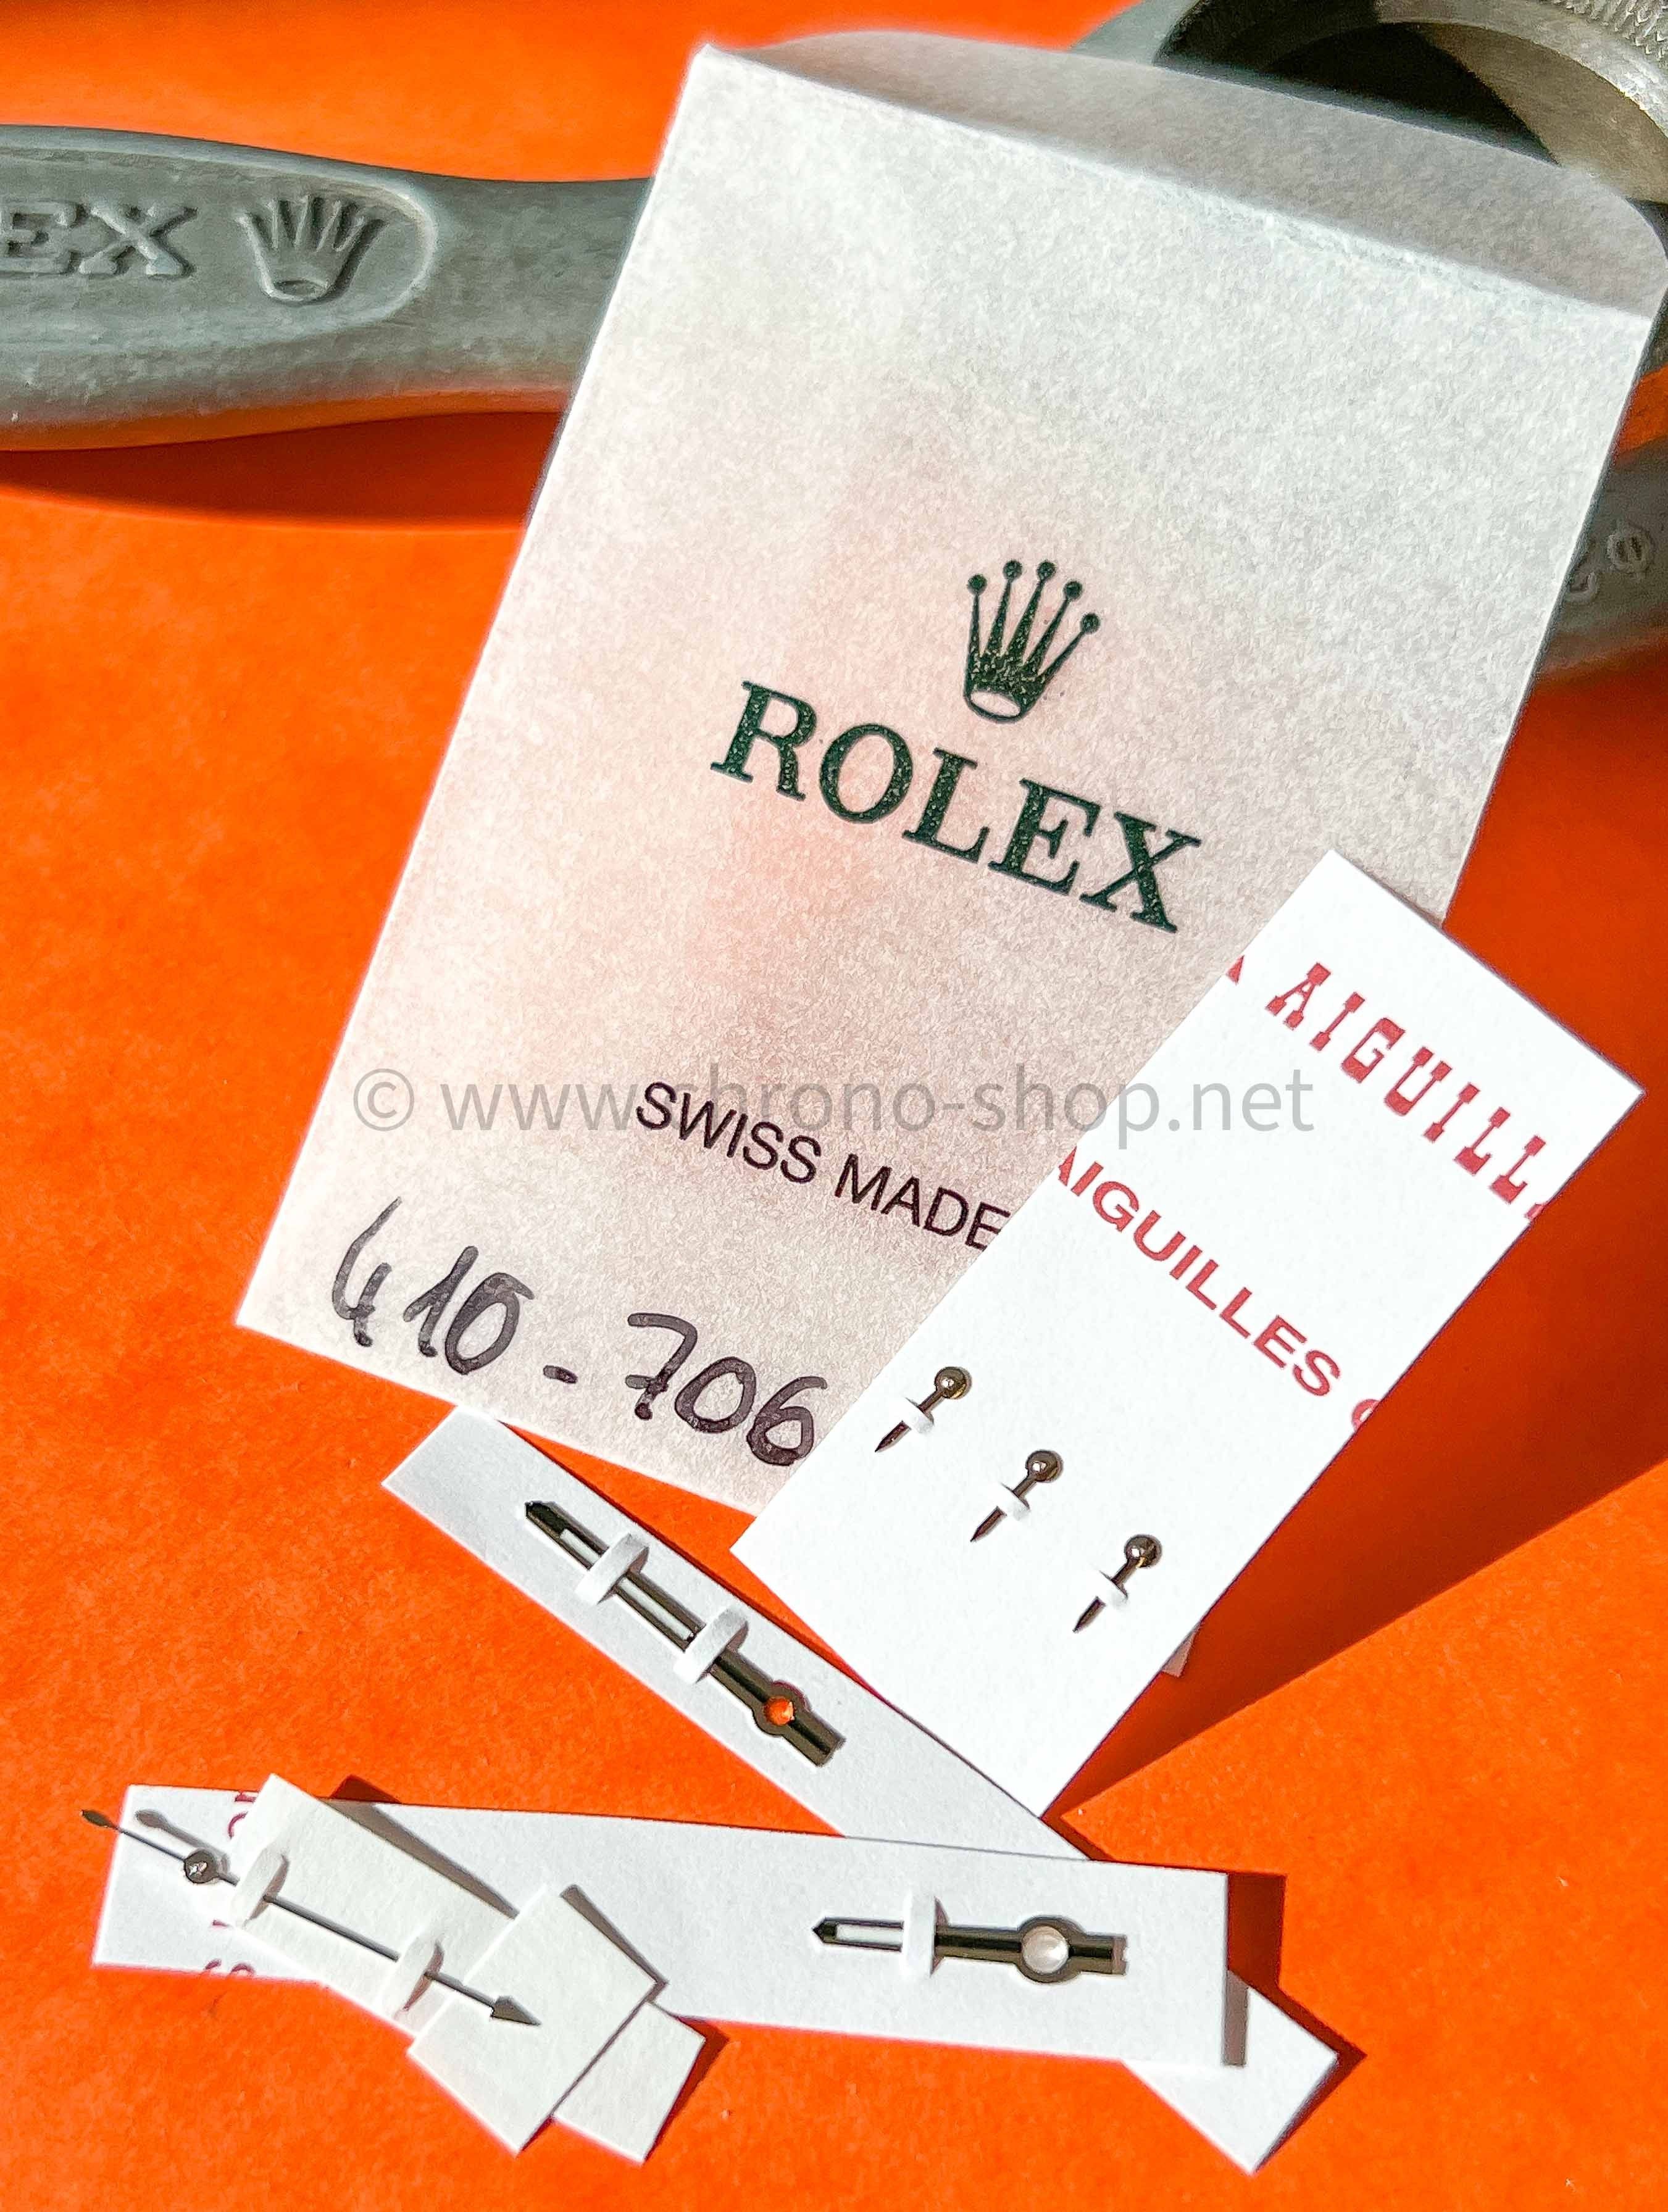 EX
ROLEX
AIGUILL
© www.chrono-shop.net
SWISS MADE
AIGUILLES
410-706